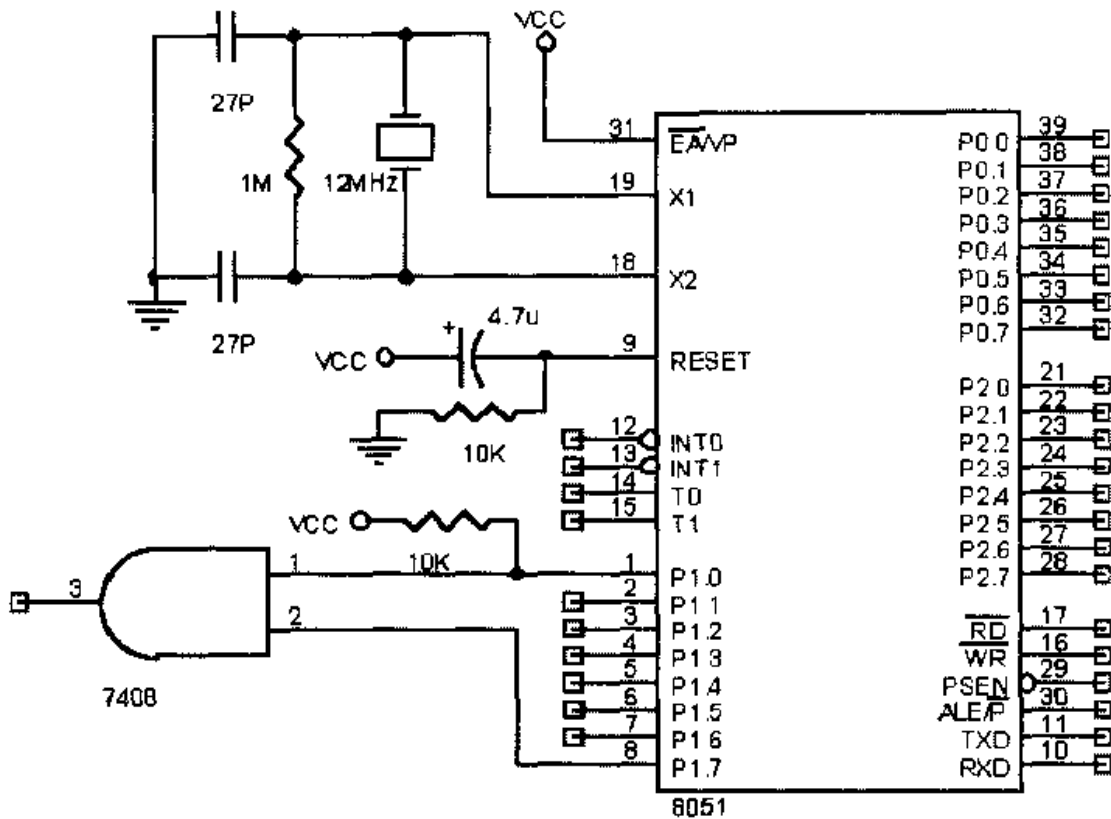 VCC
27P
1M
12MHz
27P
31 EA/VP
19 X1
18 X2
+ 4.7u
VCC
9 RESET
10K
12 INT0
13 INT1
14 T0
15 T1
VCC
10K
1
1 P1.0
2 P1.1
3 P1.2
4 P1.3
5 P1.4
6 P1.5
7 P1.6
8 P1.7
3
2
7408
P0.0 39
P0.1 38
P0.2 37
P0.3 36
P0.4 35
P0.5 34
P0.6 33
P0.7 32
P2.0 21
P2.1 22
P2.2 23
P2.3 24
P2.4 25
P2.5 26
P2.6 27
P2.7 28
RD 17
WR 16
PSEN 29
ALE/P 30
TXD 11
RXD 10
8051